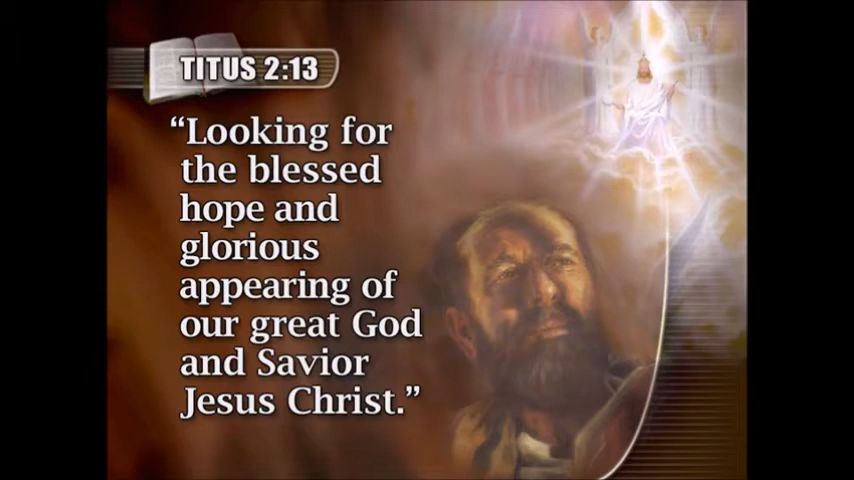 TITUS 2:13
“Looking for
the blessed
hope and
glorious
appearing of
our great God
and Savior
Jesus Christ.”